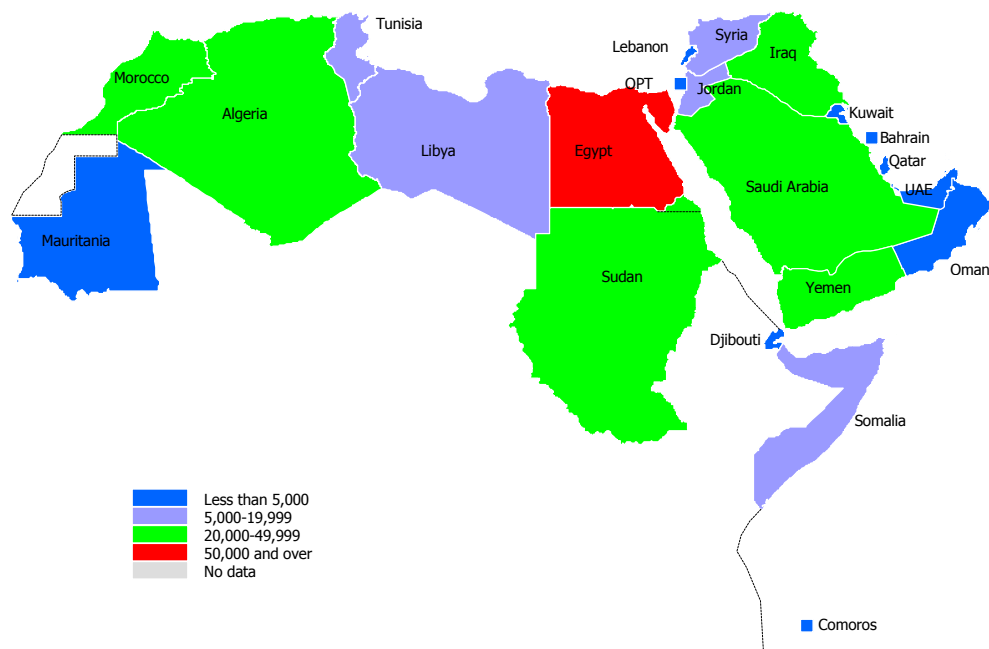 Tunisia
Syria
Lebanon
Iraq
Morocco
OPT
Jordan
Algeria
Kuwait
Bahrain
Libya
Egypt
Qatar
Saudi Arabia
UAE
Mauritania
Oman
Sudan
Yemen
Djibouti
Somalia
Less than 5,000
5,000-19,999
20,000-49,999
50,000 and over
No data
Comoros